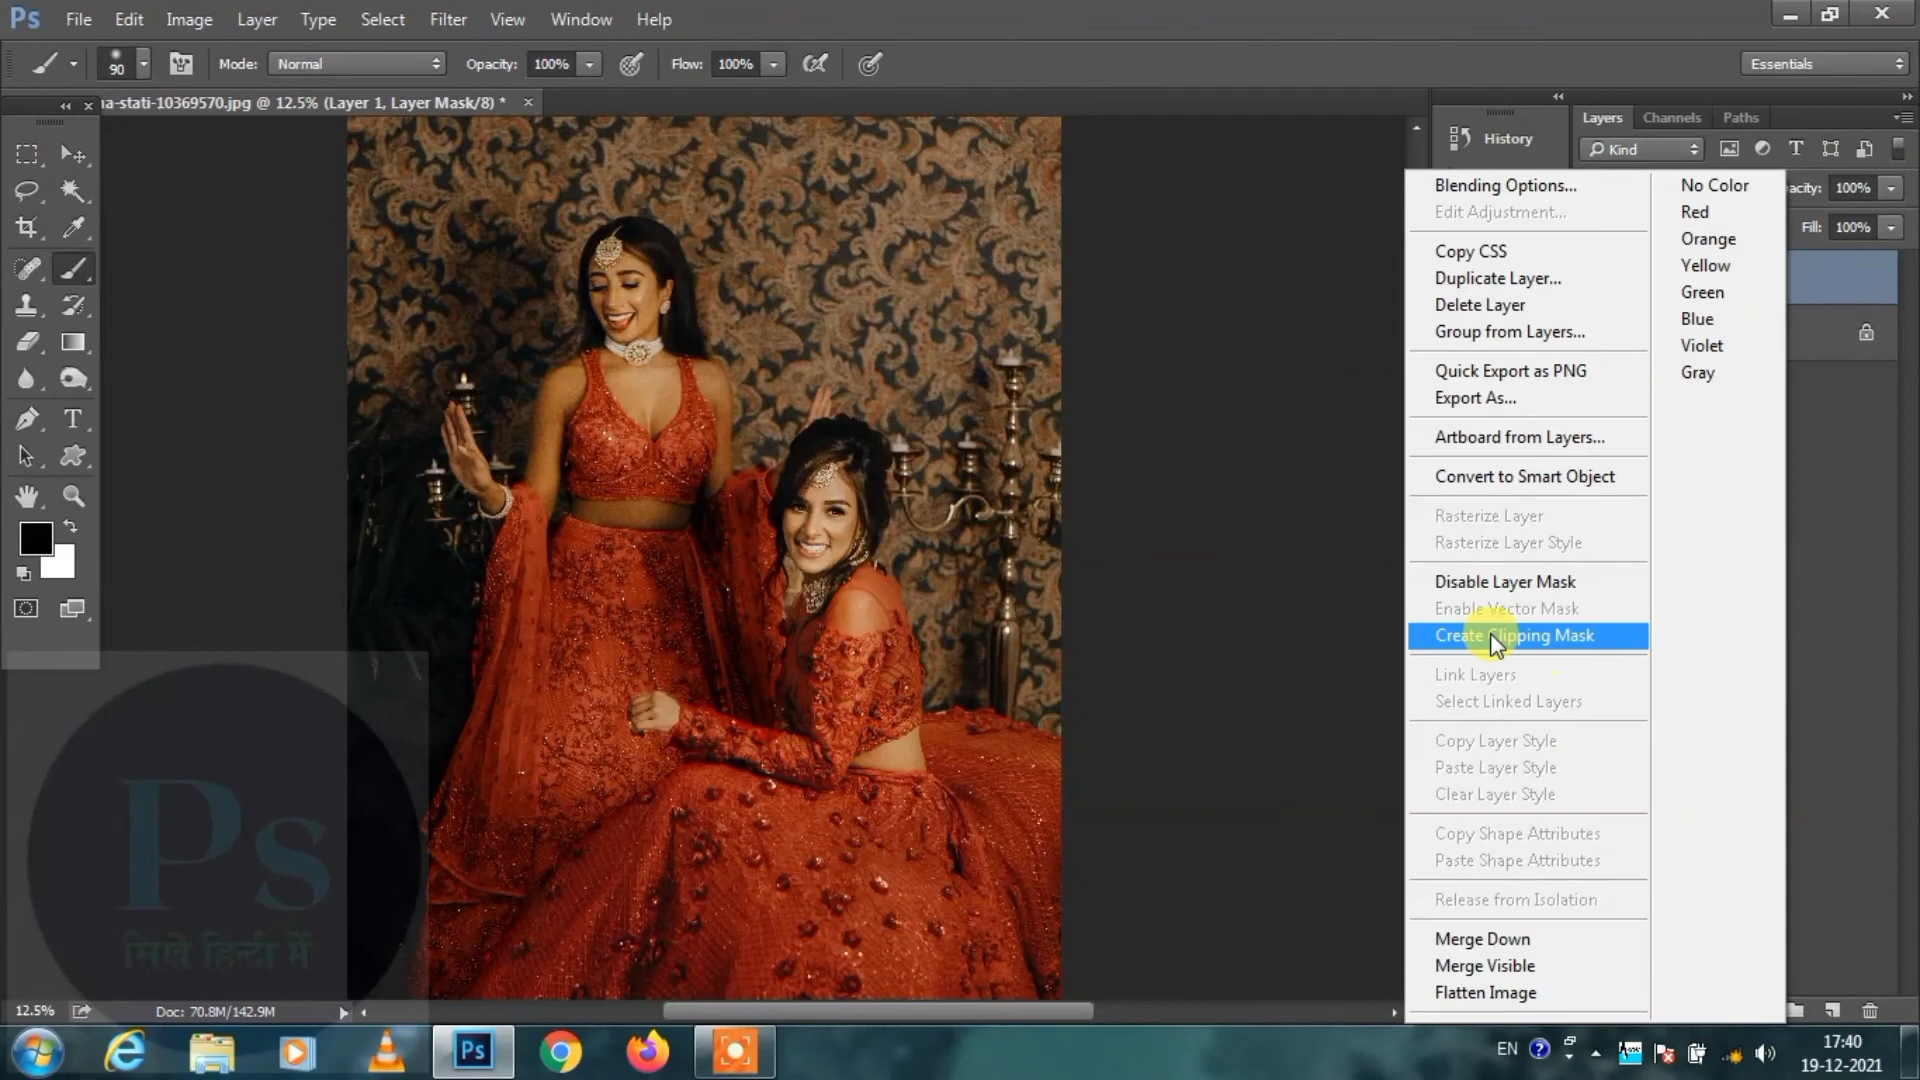 Ps File Edit Image Layer Type Select Filter View Window Help
90 Mode: Normal Opacity: 100% Flow: 100% Essentials
na-stati-10369570.jpg @ 12.5% (Layer 1, Layer Mask/8) *
History
Layers Channels Paths
Kind
acity: 100%
Fill: 100%
Blending Options...
Edit Adjustment...
Copy CSS
Duplicate Layer...
Delete Layer
Group from Layers...
Quick Export as PNG
Export As...
Artboard from Layers...
Convert to Smart Object
Rasterize Layer
Rasterize Layer Style
Disable Layer Mask
Enable Vector Mask
Create Clipping Mask
Link Layers
Select Linked Layers
Copy Layer Style
Paste Layer Style
Clear Layer Style
Copy Shape Attributes
Paste Shape Attributes
Release from Isolation
Merge Down
Merge Visible
Flatten Image
No Color
Red
Orange
Yellow
Green
Blue
Violet
Gray
Ps
सिखे हिन्दी में
12.5% Doc: 70.8M/142.9M
Ps
EN
17:40
19-12-2021